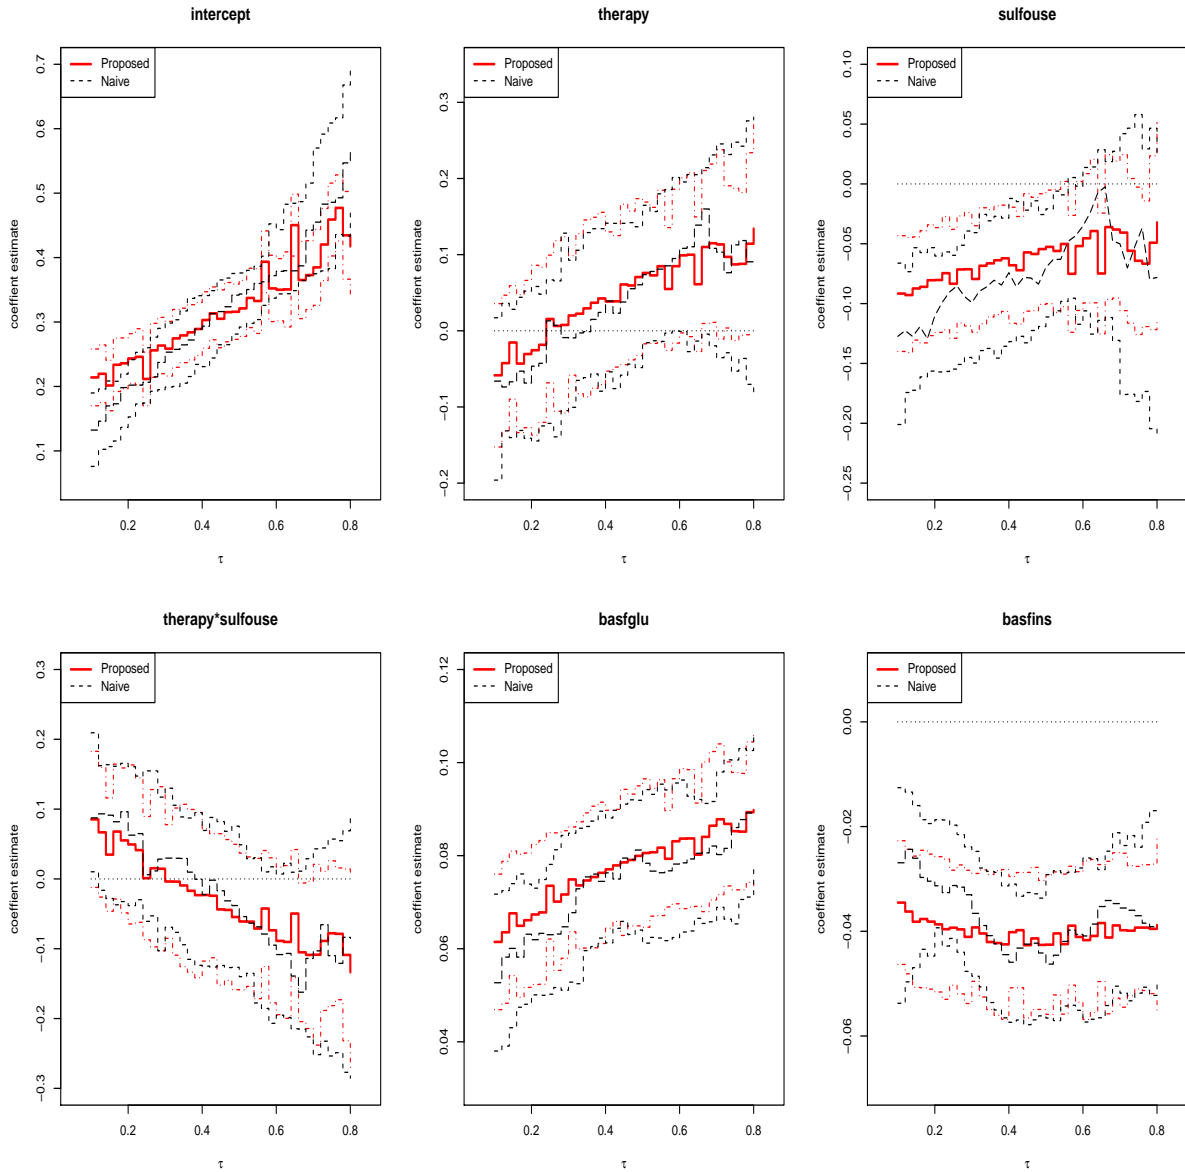 intercept
Proposed
Naive
coeffient estimate
0.1 0.2 0.3 0.4 0.5 0.6 0.7
0.2 0.4 0.6 0.8
τ
therapy
Proposed
Naive
coeffient estimate
−0.2 −0.1 0.0 0.1 0.2 0.3
0.2 0.4 0.6 0.8
τ
sulfouse
Proposed
Naive
coeffient estimate
−0.25 −0.20 −0.15 −0.10 −0.05 0.00 0.05 0.10
0.2 0.4 0.6 0.8
τ
therapy*sulfouse
Proposed
Naive
coeffient estimate
−0.3 −0.2 −0.1 0.0 0.1 0.2 0.3
0.2 0.4 0.6 0.8
τ
basfglu
Proposed
Naive
coeffient estimate
0.04 0.06 0.08 0.10 0.12
0.2 0.4 0.6 0.8
τ
basfins
Proposed
Naive
coeffient estimate
−0.06 −0.04 −0.02 0.00
0.2 0.4 0.6 0.8
τ